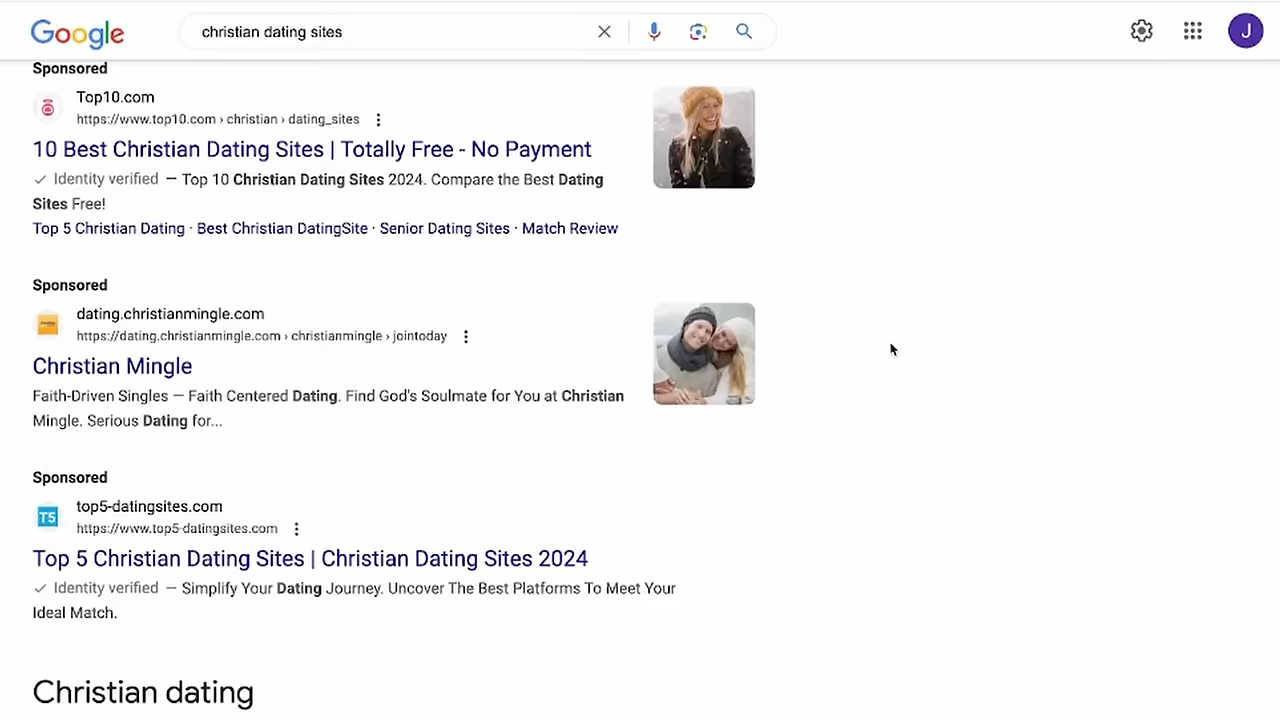 Google
christian dating sites
J
Sponsored
Top10.com
https://www.top10.com › christian › dating_sites
10 Best Christian Dating Sites | Totally Free - No Payment
Identity verified — Top 10 Christian Dating Sites 2024. Compare the Best Dating
Sites Free!
Top 5 Christian Dating · Best Christian DatingSite · Senior Dating Sites · Match Review
Sponsored
dating.christianmingle.com
https://dating.christianmingle.com › christianmingle › jointoday
Christian Mingle
Faith-Driven Singles — Faith Centered Dating. Find God's Soulmate for You at Christian
Mingle. Serious Dating for...
Sponsored
T5
top5-datingsites.com
https://www.top5-datingsites.com
Top 5 Christian Dating Sites | Christian Dating Sites 2024
Identity verified — Simplify Your Dating Journey. Uncover The Best Platforms To Meet Your
Ideal Match.
Christian dating